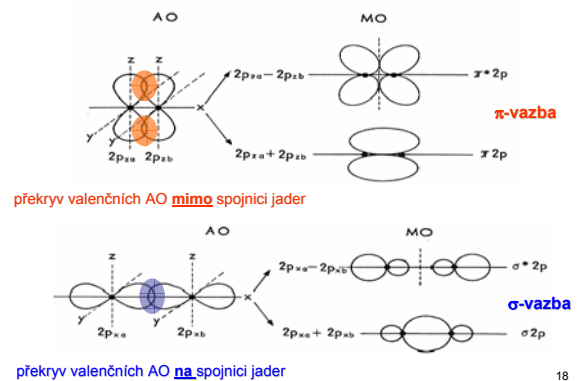 AO MO
z z
2pza – 2pzb π* 2p
x
π-vazba
y y
2pza 2pzb
2pza + 2pzb π 2p
překryv valenčních AO mimo spojnici jader
AO MO
z z
2pxa – 2pxb σ* 2p
x
σ-vazba
y y
2pxa 2pxb
2pxa + 2pxb σ 2p
překryv valenčních AO na spojnici jader
18